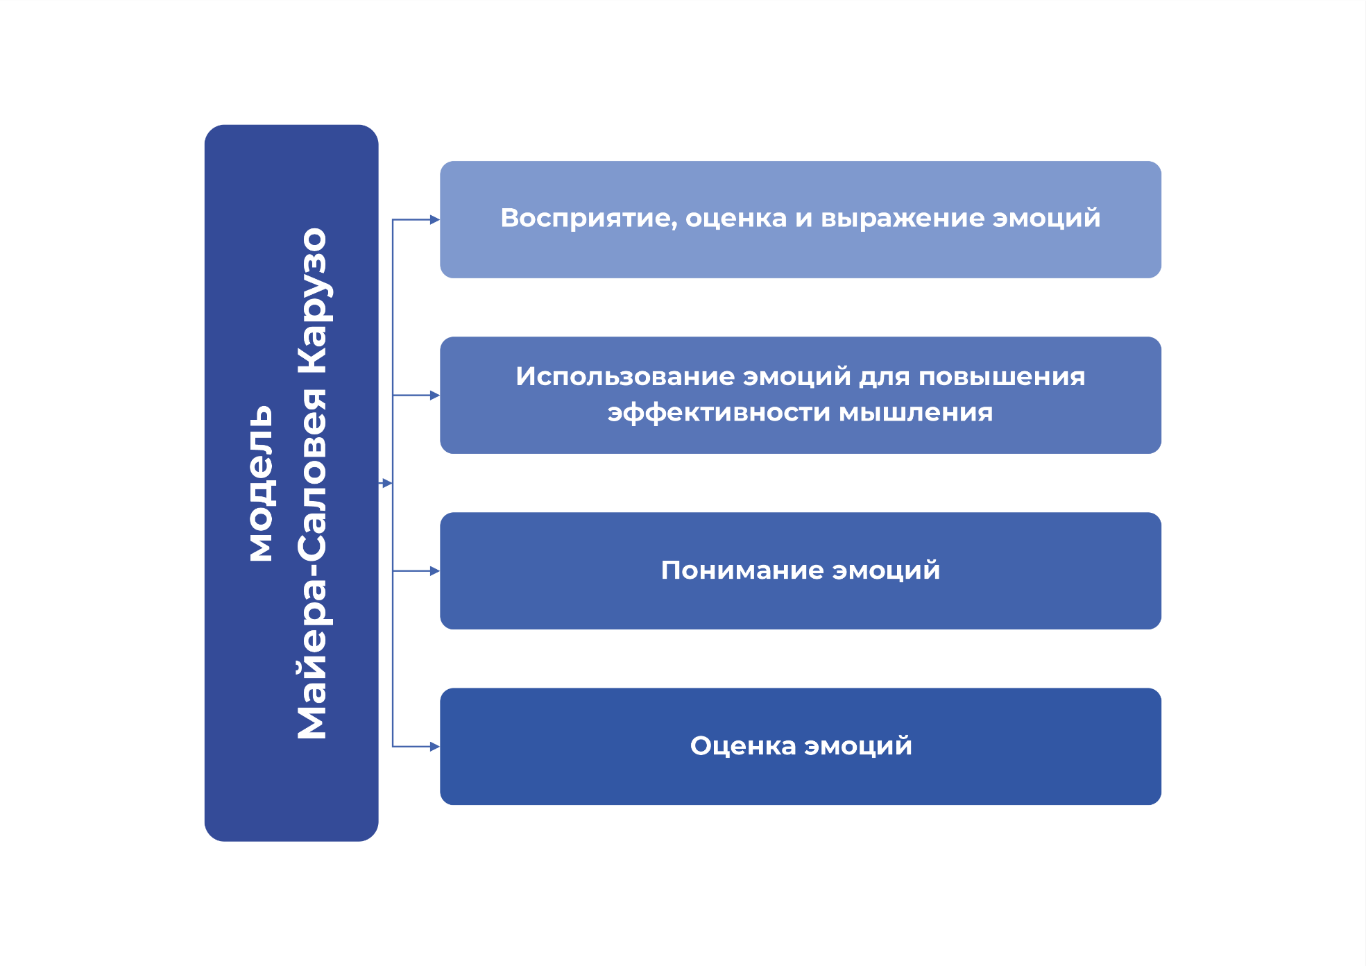 модель
Майера-Саловея Карузо
Восприятие, оценка и выражение эмоций
Использование эмоций для повышения
эффективности мышления
Понимание эмоций
Оценка эмоций